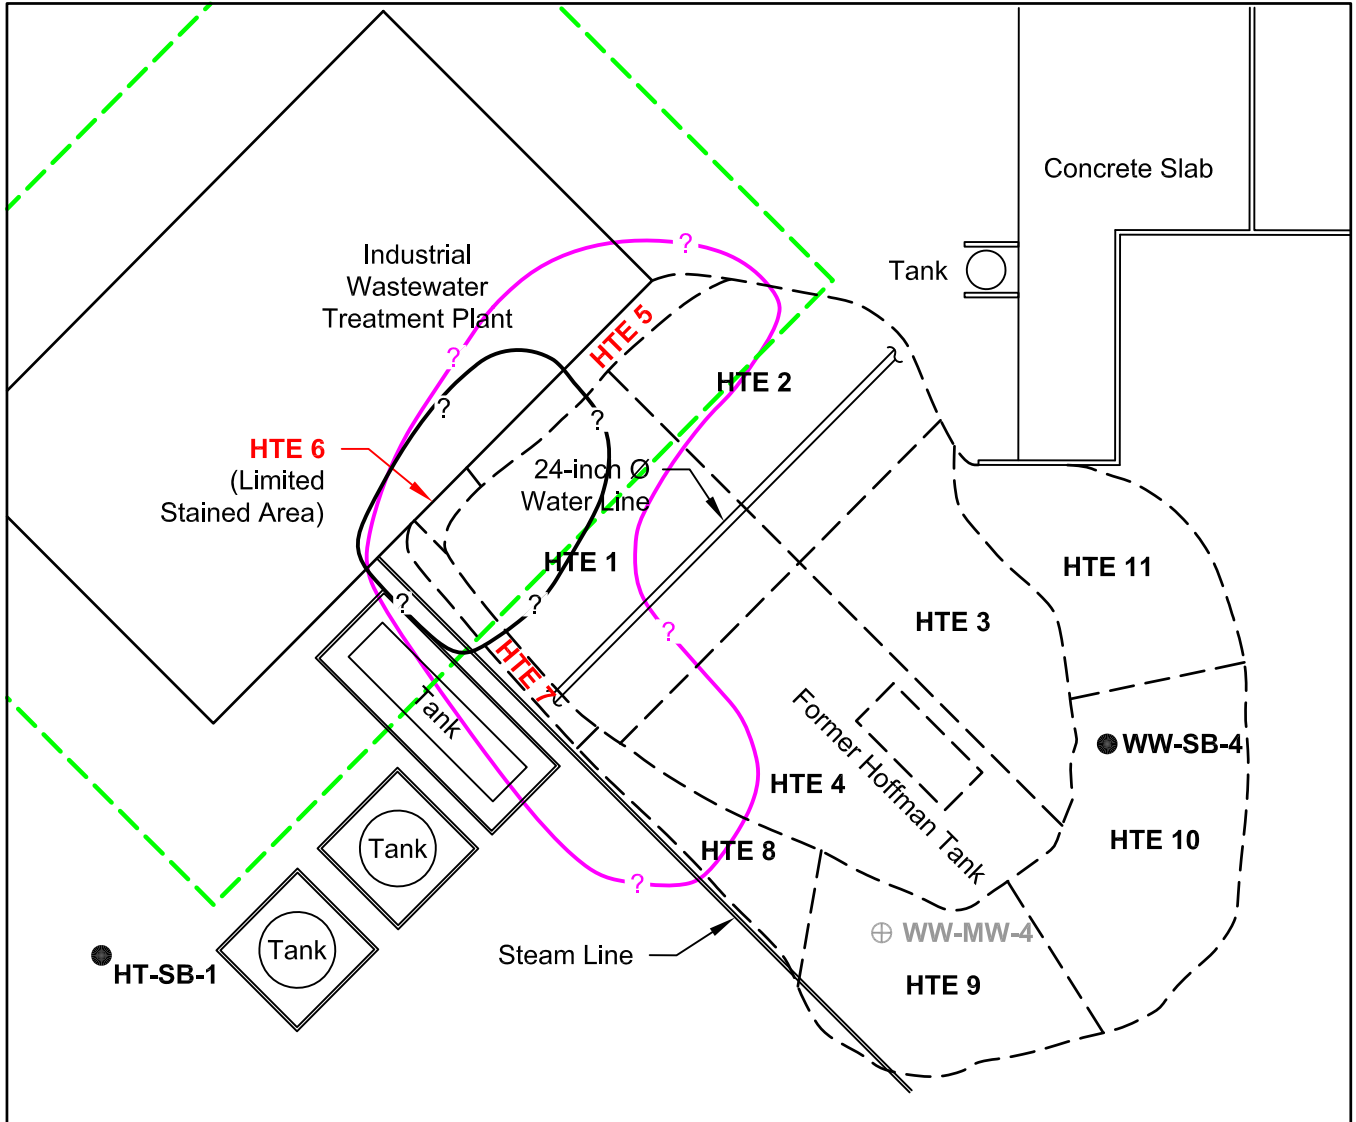 Concrete Slab
Industrial
Wastewater
Treatment Plant
?
Tank
HTE 5
?
HTE 2
?
?
HTE 6
(Limited
Stained Area)
24-inch Ø
Water Line
HTE 1
HTE 11
?
?
HTE 3
?
HTE 7
Tank
Former Hoffman Tank
WW-SB-4
HTE 4
HTE 10
Tank
HTE 8
?
WW-MW-4
Tank
Steam Line
HT-SB-1
HTE 9